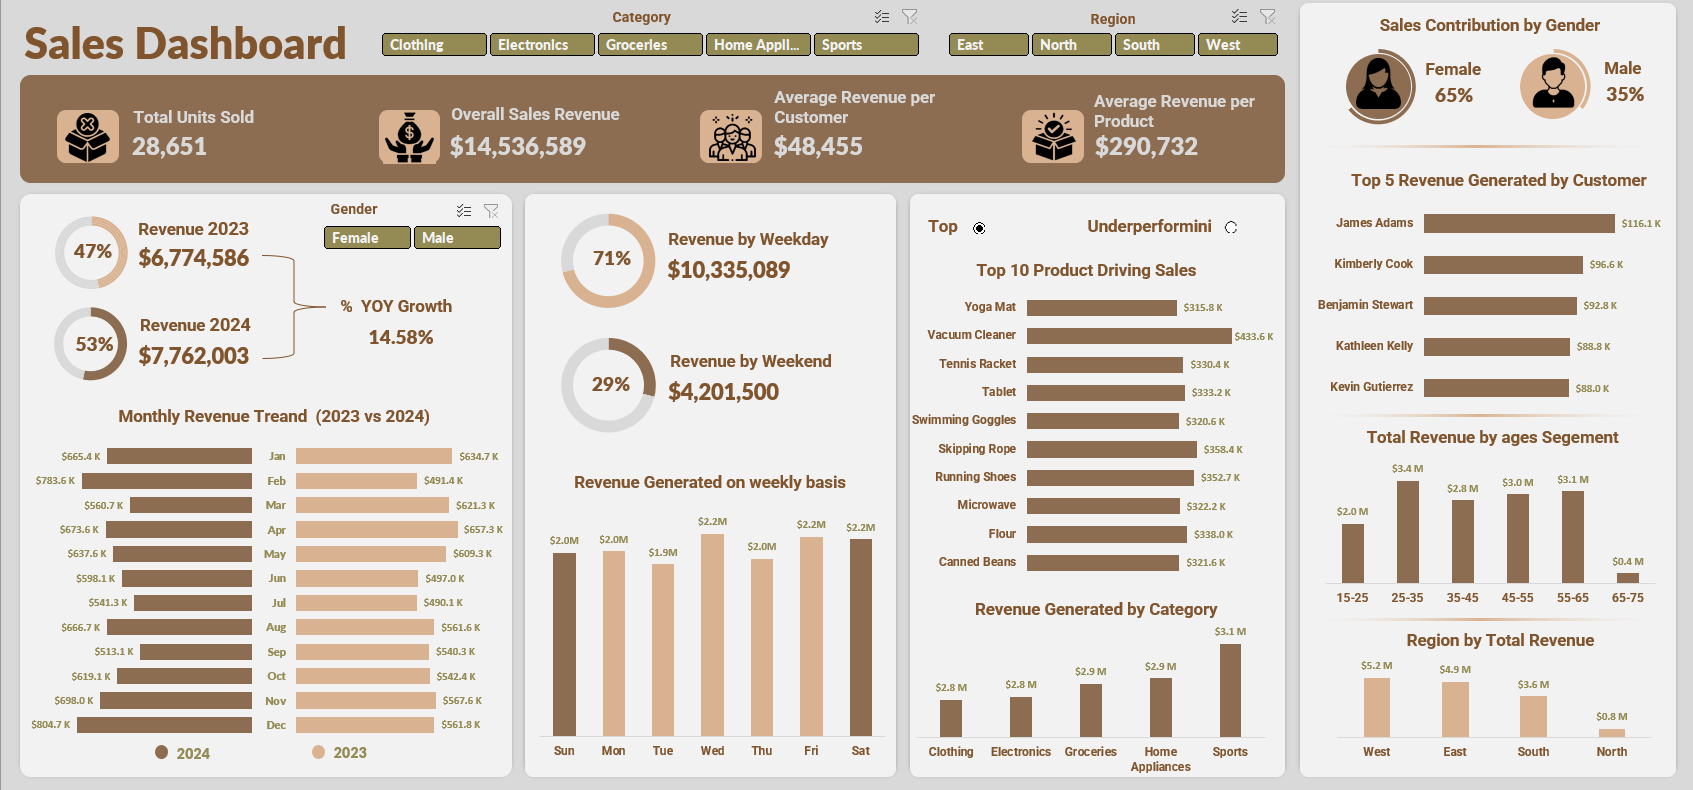 Sales Dashboard
Category
Clothing
Electronics
Groceries
Home Appli...
Sports
Region
East
North
South
West
Total Units Sold
28,651
Overall Sales Revenue
$14,536,589
Average Revenue per
Customer
$48,455
Average Revenue per
Product
$290,732
47%
Revenue 2023
$6,774,586
53%
Revenue 2024
$7,762,003
Gender
Female
Male
% YOY Growth
14.58%
Monthly Revenue Treand (2023 vs 2024)
$665.4 K Jan $634.7 K
$783.6 K Feb $491.4 K
$560.7 K Mar $621.3 K
$673.6 K Apr $657.3 K
$637.6 K May $609.3 K
$598.1 K Jun $497.0 K
$541.3 K Jul $490.1 K
$666.7 K Aug $561.6 K
$513.1 K Sep $540.3 K
$619.1 K Oct $542.4 K
$698.0 K Nov $567.6 K
$804.7 K Dec $561.8 K
2024 2023
71%
Revenue by Weekday
$10,335,089
29%
Revenue by Weekend
$4,201,500
Revenue Generated on weekly basis
$2.0M $2.0M $1.9M $2.2M $2.0M $2.2M $2.2M
Sun Mon Tue Wed Thu Fri Sat
Top
Underperformini
Top 10 Product Driving Sales
Yoga Mat $315.8 K
Vacuum Cleaner $433.6 K
Tennis Racket $330.4 K
Tablet $333.2 K
Swimming Goggles $320.6 K
Skipping Rope $358.4 K
Running Shoes $352.7 K
Microwave $322.2 K
Flour $338.0 K
Canned Beans $321.6 K
Revenue Generated by Category
$2.8 M $2.8 M $2.9 M $2.9 M $3.1 M
Clothing Electronics Groceries Home Sports
Appliances
Sales Contribution by Gender
Female
65%
Male
35%
Top 5 Revenue Generated by Customer
James Adams $116.1 K
Kimberly Cook $96.6 K
Benjamin Stewart $92.8 K
Kathleen Kelly $88.8 K
Kevin Gutierrez $88.0 K
Total Revenue by ages Segement
$2.0 M $3.4 M $2.8 M $3.0 M $3.1 M $0.4 M
15-25 25-35 35-45 45-55 55-65 65-75
Region by Total Revenue
$5.2 M $4.9 M $3.6 M $0.8 M
West East South North